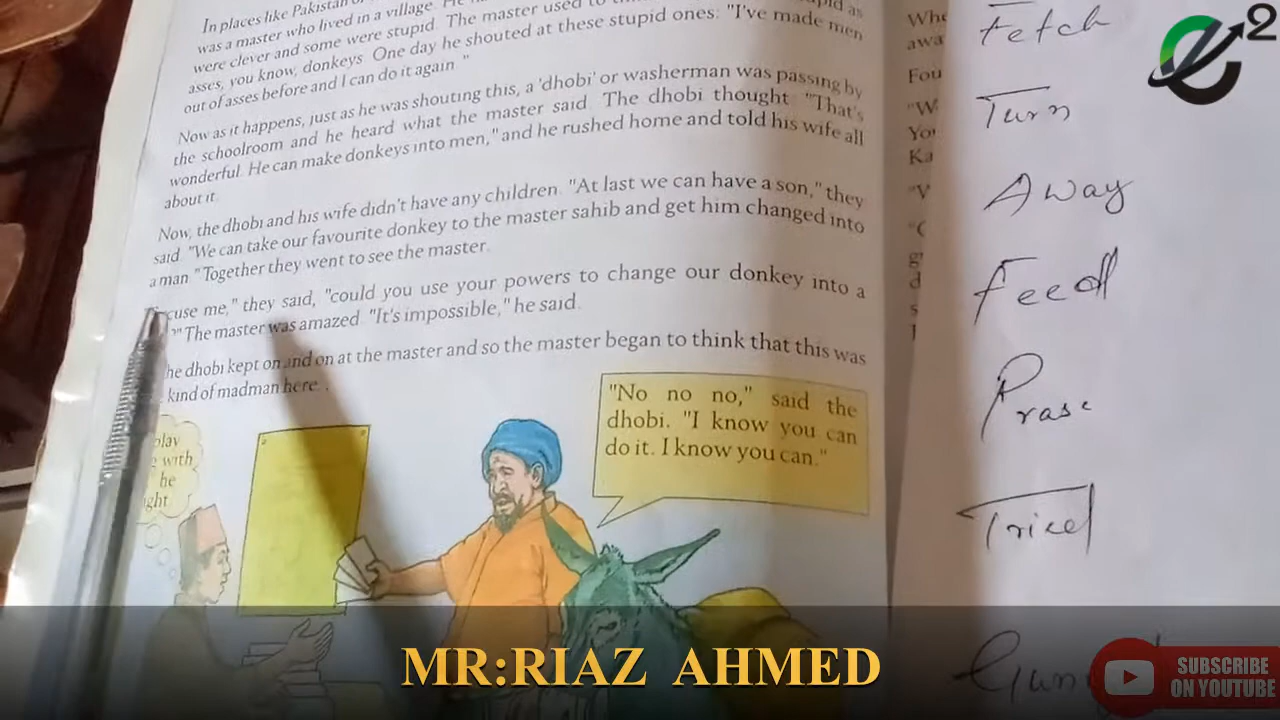 In places like Pakistan
was a master who lived in a village.
were clever and some were stupid. The master used to
asses, you know, donkeys. One day he shouted at these stupid ones: "I've made men
out of asses before and I can do it again."
Now as it happens, just as he was shouting this, a 'dhobi' or washerman was passing by
the schoolroom and he heard what the master said. The dhobi thought: "That's
wonderful. He can make donkeys into men," and he rushed home and told his wife all
about it.
Now, the dhobi and his wife didn't have any children. "At last we can have a son," they
said. "We can take our favourite donkey to the master sahib and get him changed into
a man." Together they went to see the master.
cuse me," they said, "could you use your powers to change our donkey into a
?" The master was amazed. "It's impossible," he said.
he dhobi kept on and on at the master and so the master began to think that this was
kind of madman here.
play
with
he
ght
"No no no," said the
dhobi. "I know you can
do it. I know you can."
awa
Fou
"W
You
Ka
Fetch
Turn
Away
Feed
Prase
e2
MR:RIAZ AHMED
SUBSCRIBE
ON YOUTUBE